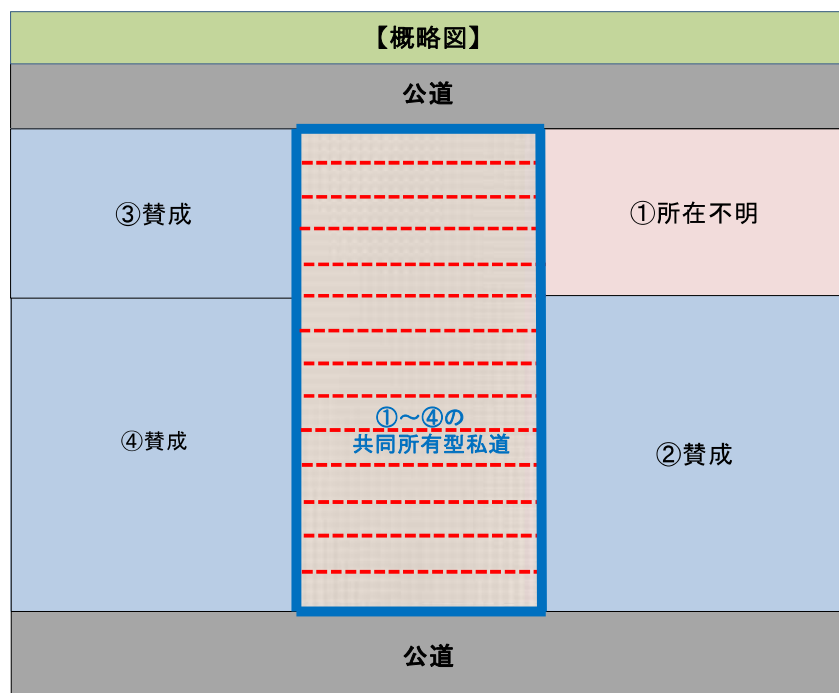 【概略図】
公道
③賛成
①所在不明
①～④の
共同所有型私道
④賛成
②賛成
公道